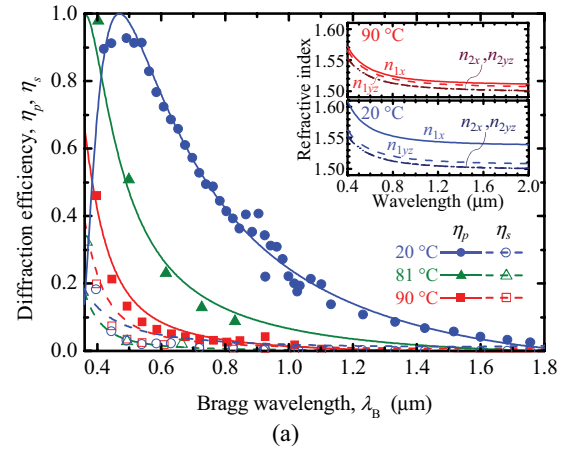 (a)
Diffraction efficiency, ηp, ηs
1.0
0.8
0.6
0.4
0.2
0.0
0.4 0.6 0.8 1.0 1.2 1.4 1.6 1.8
Bragg wavelength, λB (μm)
Refractive index
1.60
1.55
1.50
90 °C
n1x
n1yz
n2x,n2yz
1.60
1.55
1.50
20 °C
n1x
n1yz
n2x,n2yz
0.4 0.8 1.2 1.6 2.0
Wavelength (μm)
ηp ηs
20 °C
81 °C
90 °C
(a)